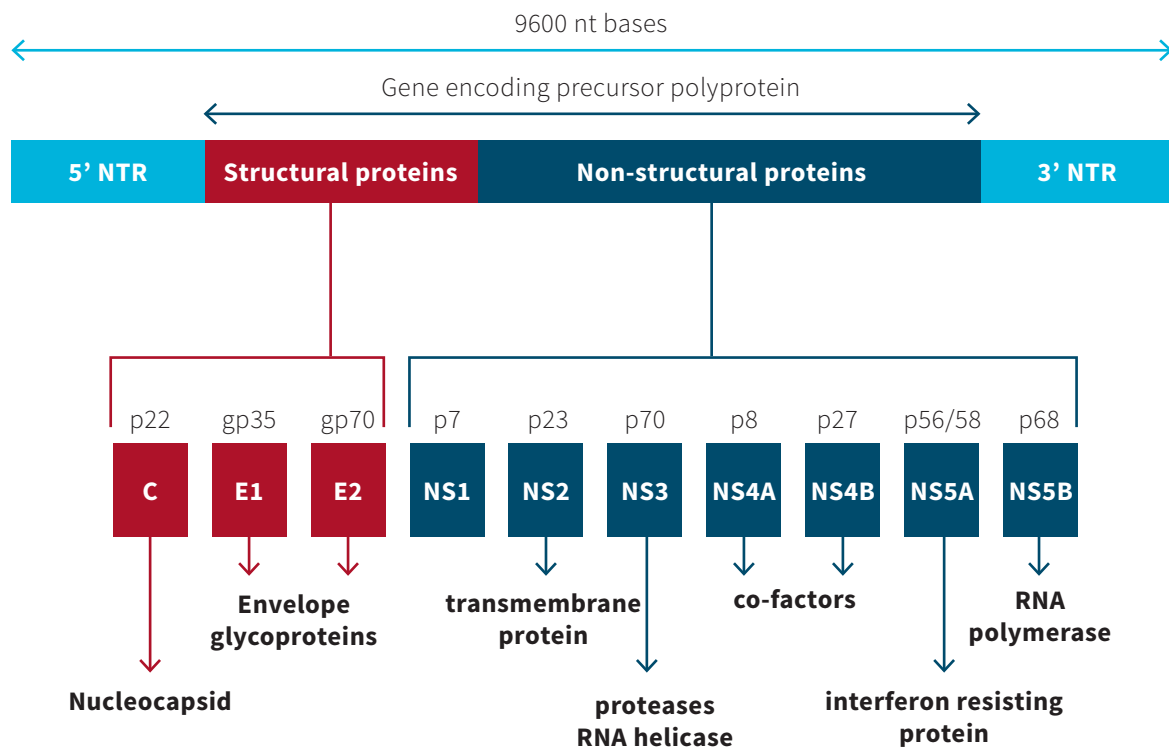 9600 nt bases
Gene encoding precursor polyprotein
5’ NTR
Structural proteins
Non-structural proteins
3’ NTR
p22
gp35
gp70
p7
p23
p70
p8
p27
p56/58
p68
C
E1
E2
NS1
NS2
NS3
NS4A
NS4B
NS5A
NS5B
Envelope
glycoproteins
transmembrane
protein
co-factors
RNA
polymerase
Nucleocapsid
proteases
RNA helicase
interferon resisting
protein